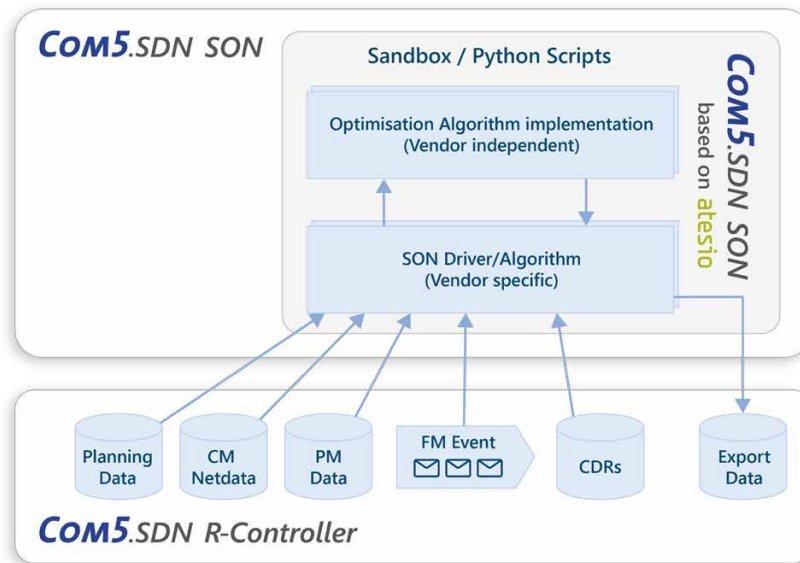 COM5.SDN SON
Sandbox / Python Scripts
Optimisation Algorithm implementation
(Vendor independent)
SON Driver/Algorithm
(Vendor specific)
COM5.SDN SON
based on atesio
Planning
Data
CM
Netdata
PM
Data
FM Event
CDRs
Export
Data
COM5.SDN R-Controller